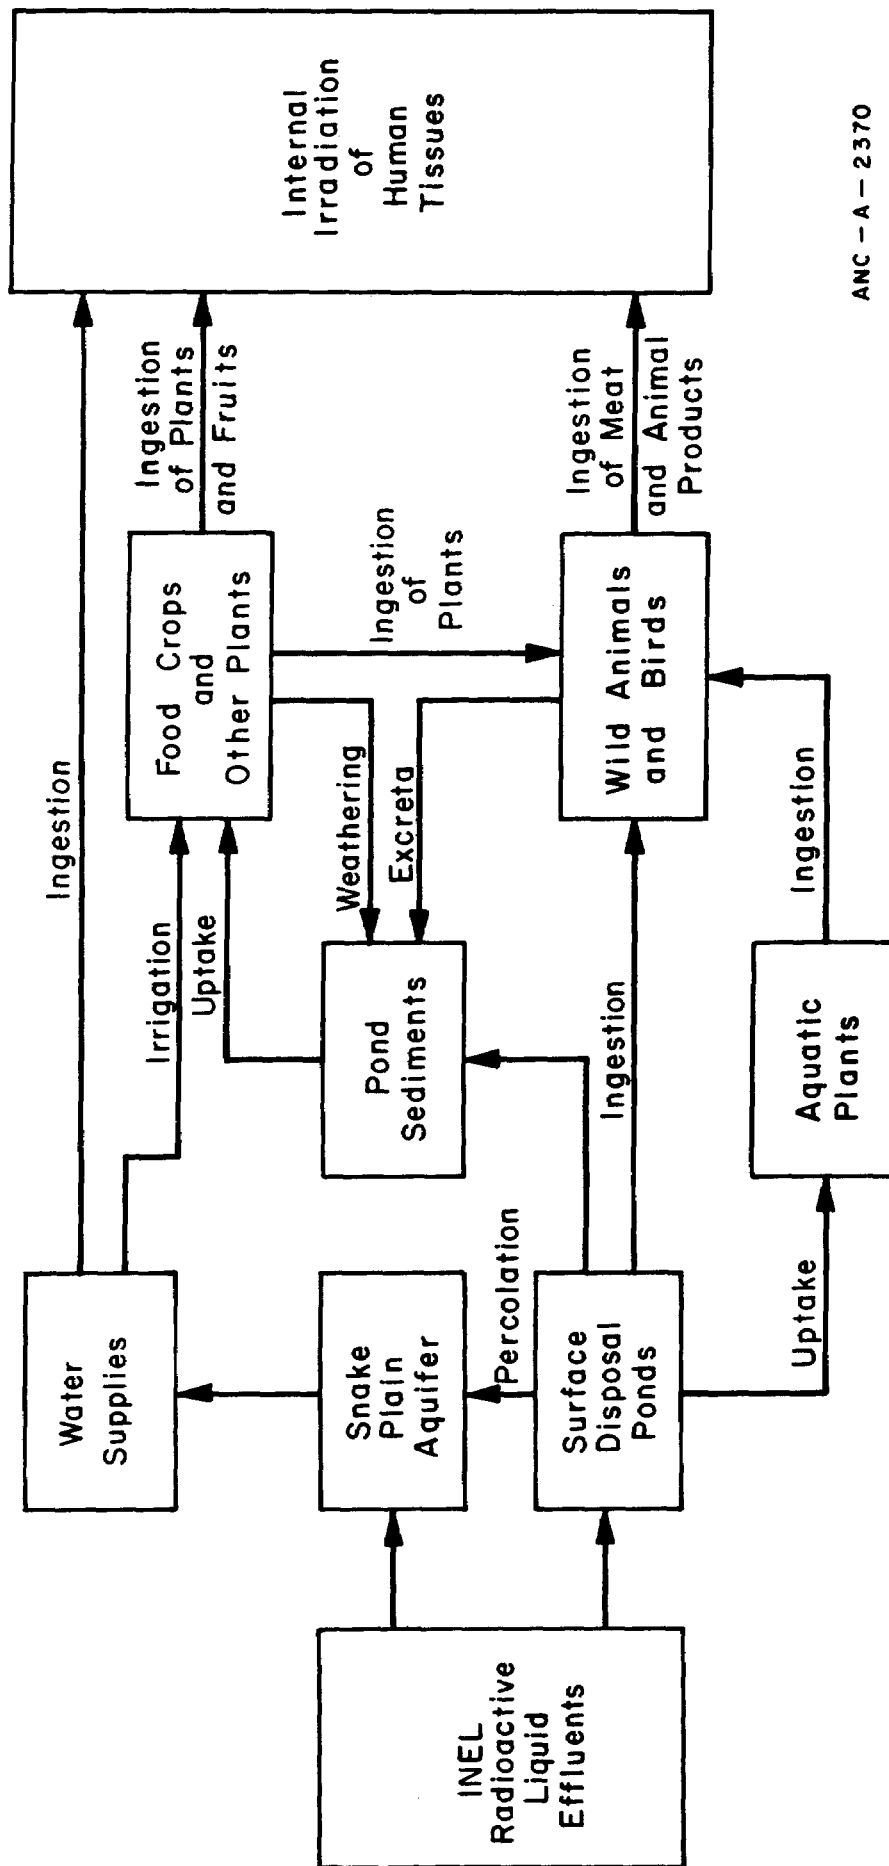 INEL
Radioactive
Liquid
Effluents
Water
Supplies
Snake
Plain
Aquifer
Percolation
Surface
Disposal
Ponds
Ingestion
Irrigation
Uptake
Pond
Sediments
Weathering
Excreta
Ingestion
Uptake
Aquatic
Plants
Food Crops
and
Other Plants
Ingestion
of
Plants
Wild Animals
and Birds
Ingestion
Ingestion
of Plants
and Fruits
Ingestion
of Meat
and Animal
Products
Internal
Irradiation
of
Human
Tissues
ANC - A - 2370